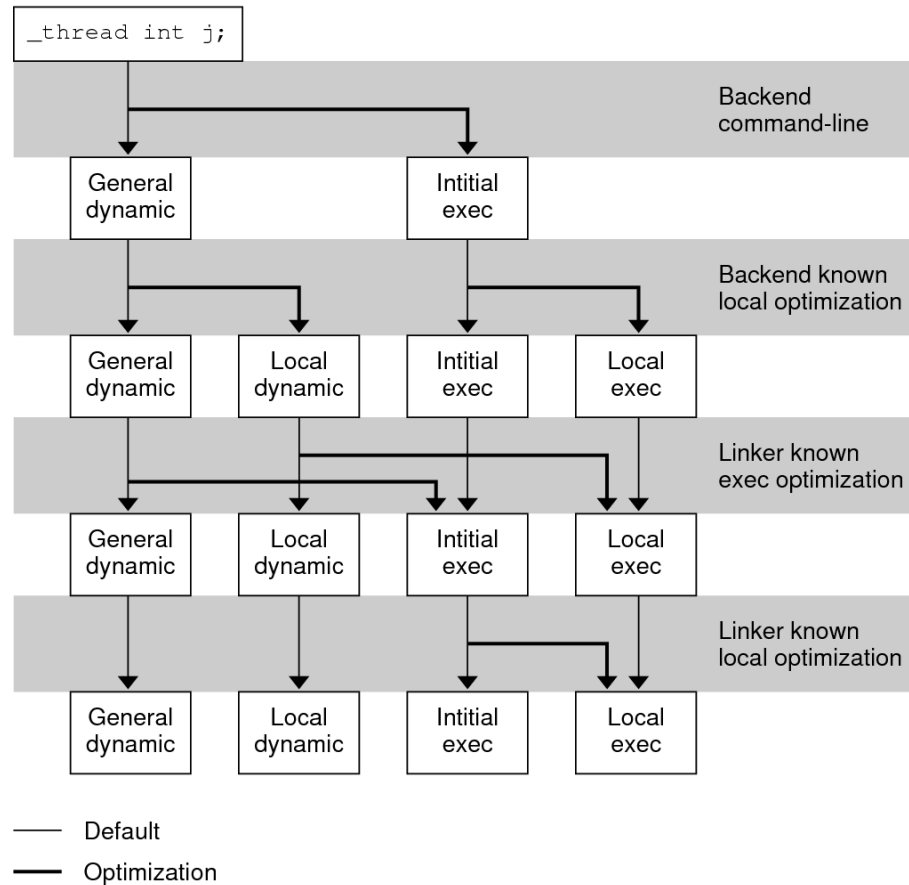 _thread int j;
Backend
command-line
General
dynamic
Intitial
exec
Backend known
local optimization
General
dynamic
Local
dynamic
Intitial
exec
Local
exec
Linker known
exec optimization
General
dynamic
Local
dynamic
Intitial
exec
Local
exec
Linker known
local optimization
General
dynamic
Local
dynamic
Intitial
exec
Local
exec
Default
Optimization